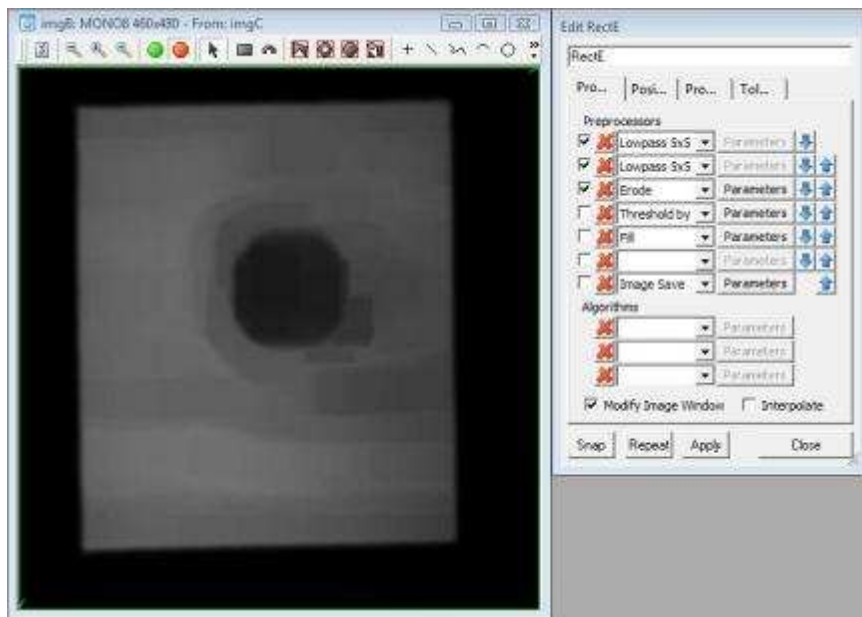 img6: MONO8 460x430 - From: imgC
Edit RectE
RectE
Pro... Posi... Pro... Tol...
Preprocessors
Lowpass 5x5 Parameters
Lowpass 5x5 Parameters
Erode Parameters
Threshold by Parameters
Fill Parameters
Parameters
Image Save Parameters
Algorithms
Parameters
Parameters
Parameters
Modify Image Window Interpolate
Snap Repeat Apply Close